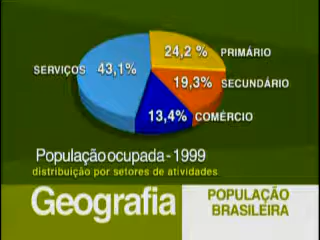 24,2 % PRIMÁRIO
SERVIÇOS 43,1%
19,3% SECUNDÁRIO
13,4% COMÉRCIO
População ocupada - 1999
distribuição por setores de atividades
Geografia
POPULAÇÃO
BRASILEIRA